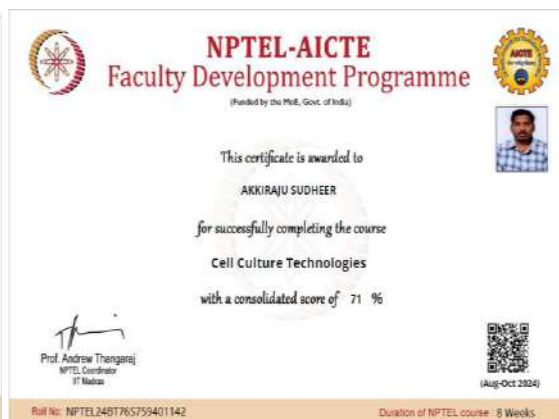 NPTEL-AICTE
Faculty Development Programme
(Funded by the MoE, Govt. of India)
AICTE
This certificate is awarded to
AKKIRAJU SUDHEER
for successfully completing the course
Cell Culture Technologies
with a consolidated score of 71 %
Prof. Andrew Thangaraj
NPTEL Coordinator
IIT Madras
(Aug-Oct 2024)
Roll No: NPTEL24BT76S759401142
Duration of NPTEL course: 8 Weeks